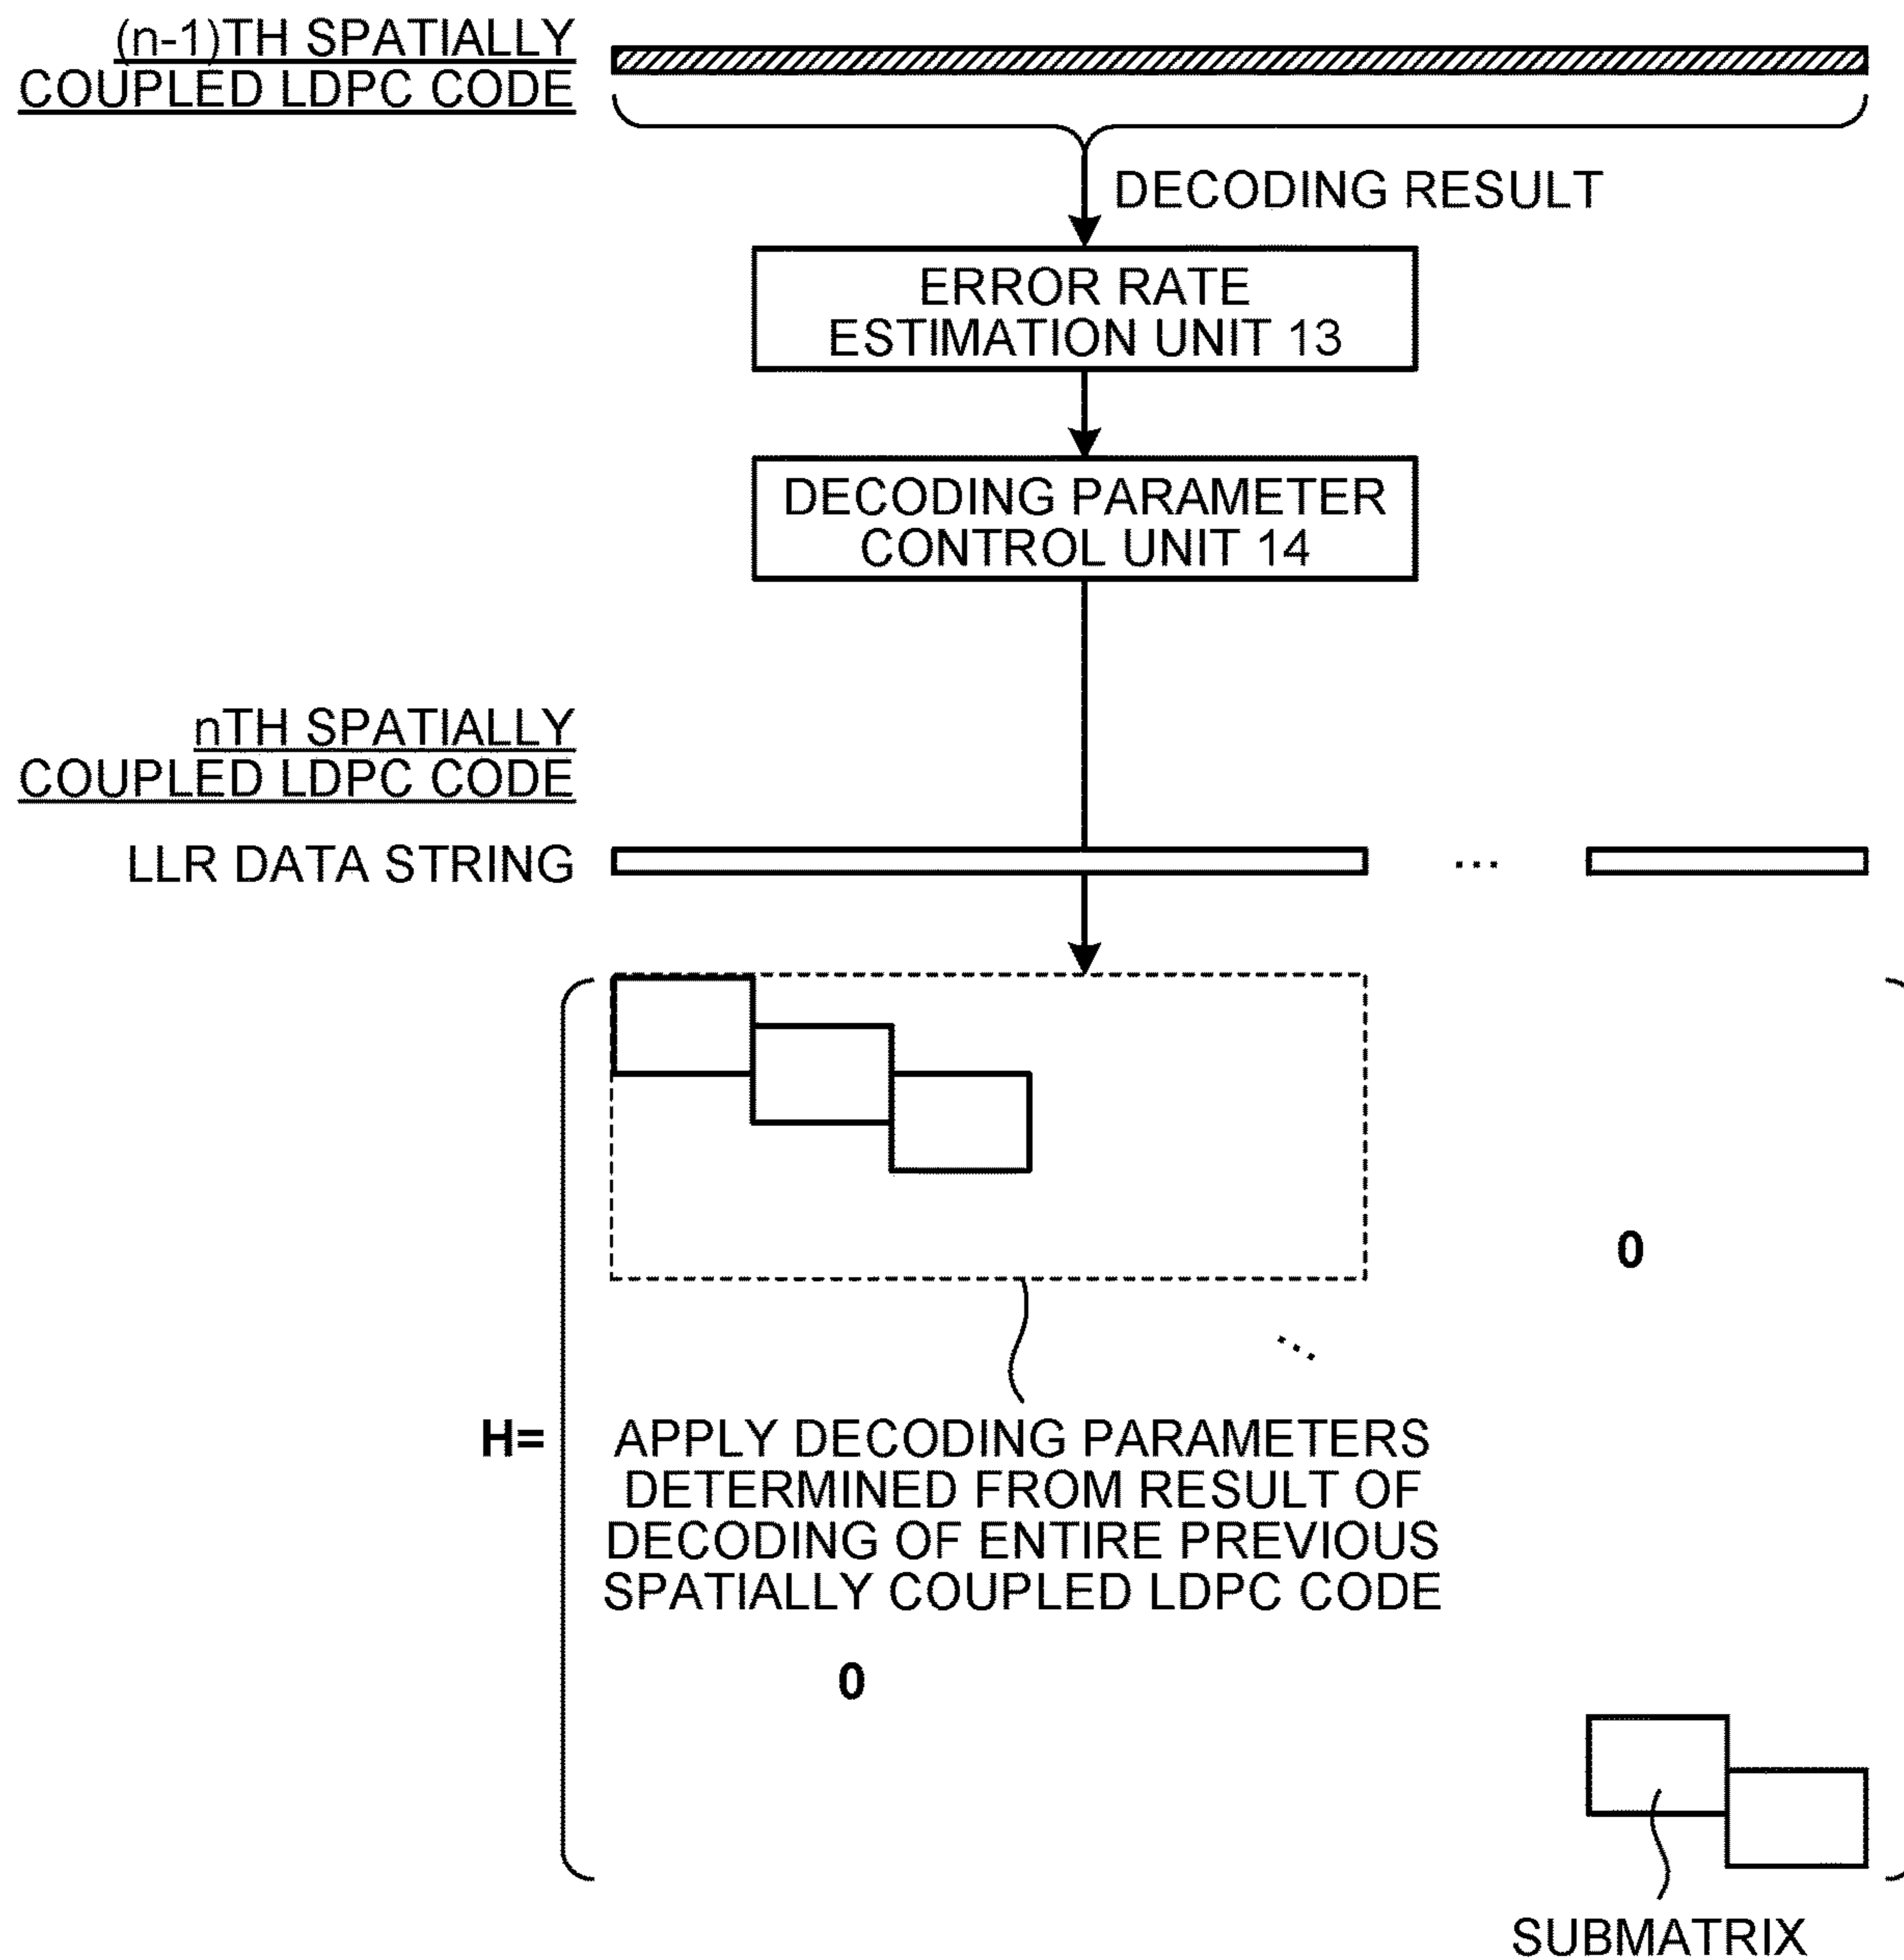 (n-1)TH SPATIALLY
COUPLED LDPC CODE
DECODING RESULT
ERROR RATE
ESTIMATION UNIT 13
DECODING PARAMETER
CONTROL UNIT 14
nTH SPATIALLY
COUPLED LDPC CODE
LLR DATA STRING
...
0
...
H=
APPLY DECODING PARAMETERS
DETERMINED FROM RESULT OF
DECODING OF ENTIRE PREVIOUS
SPATIALLY COUPLED LDPC CODE
0
SUBMATRIX